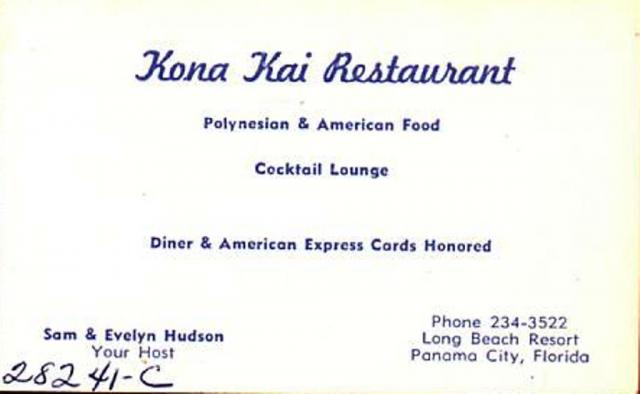 Kona Kai Restaurant
Polynesian & American Food
Cocktail Lounge
Diner & American Express Cards Honored
Sam & Evelyn Hudson
Your Host
28241-C
Phone 234-3522
Long Beach Resort
Panama City, Florida